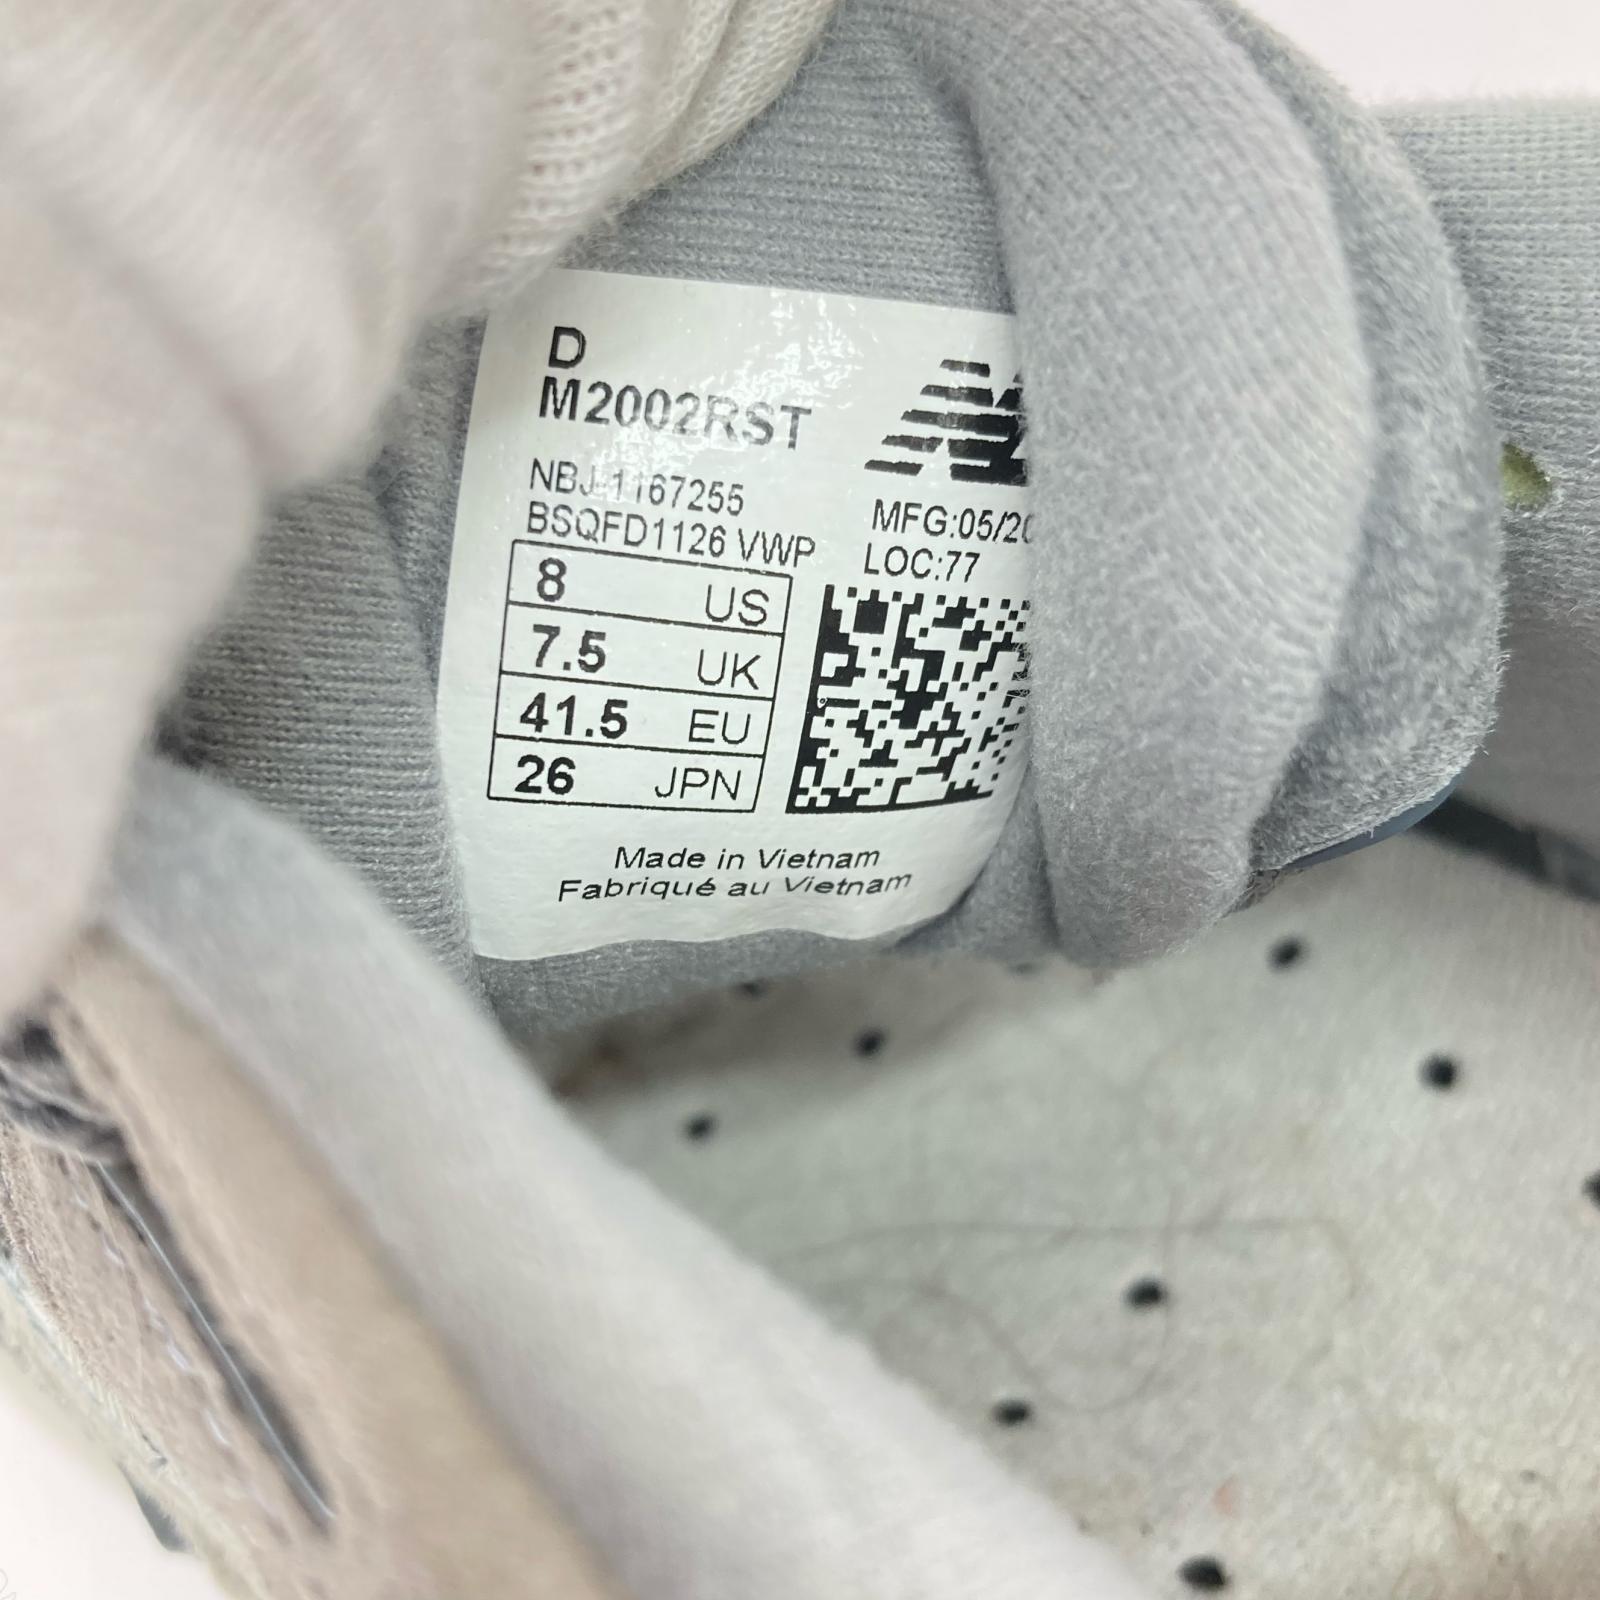 D
M2002RST
NBJ-1167255
BSQFD1126 VWP
MFG:05/20
LOC:77
8 US
7.5 UK
41.5 EU
26 JPN
Made in Vietnam
Fabriqué au Vietnam